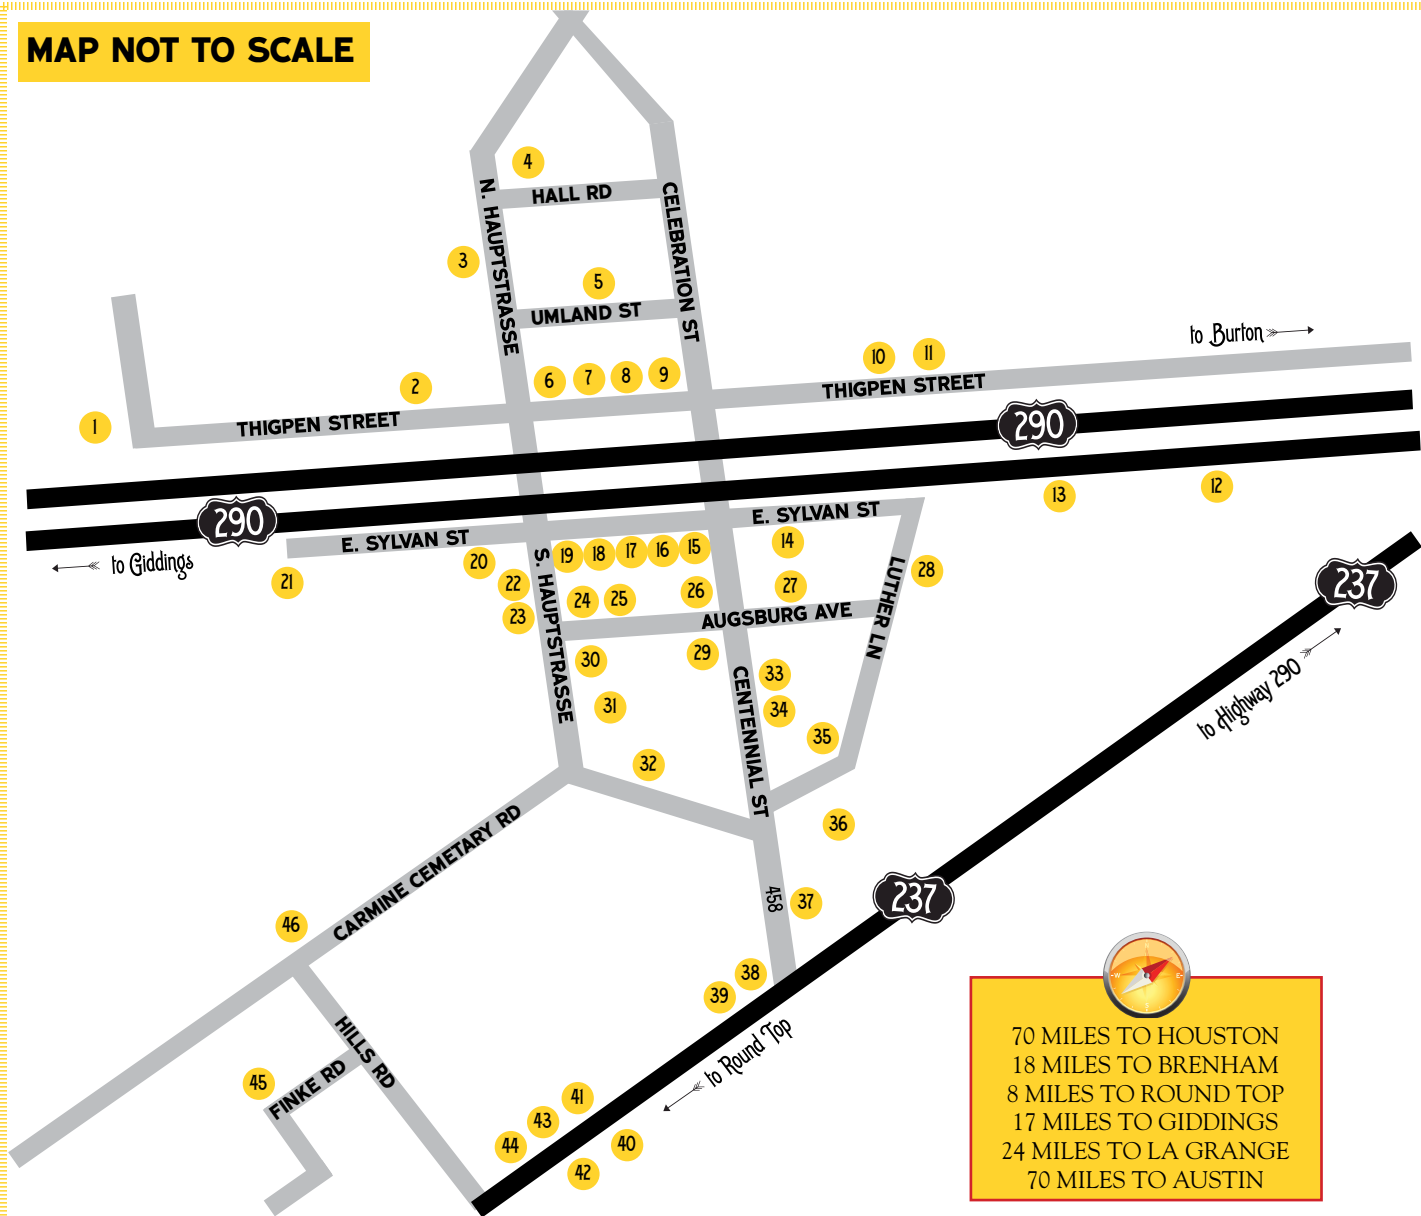 MAP NOT TO SCALE
4
HALL RD
N. HAUPTSTRASSE
CELEBRATION ST
3
5
UMLAND ST
to Burton
10
11
2
6
7
8
9
THIGPEN STREET
1
THIGPEN STREET
290
290
12
13
to Giddings
E. SYLVAN ST
E. SYLVAN ST
21
20
19
18
17
16
15
14
22
23
S. HAUPTSTRASSE
24
25
26
27
28
LUTHER LN
AUGSBURG AVE
237
to Highway 290
30
29
33
31
34
35
32
CENTENNIAL ST
36
CARMINE CEMETARY RD
458
37
237
46
38
39
to Round Top
HILLS RD
FINKE RD
45
41
43
44
40
42
W
E
70 MILES TO HOUSTON
18 MILES TO BRENHAM
8 MILES TO ROUND TOP
17 MILES TO GIDDINGS
24 MILES TO LA GRANGE
70 MILES TO AUSTIN